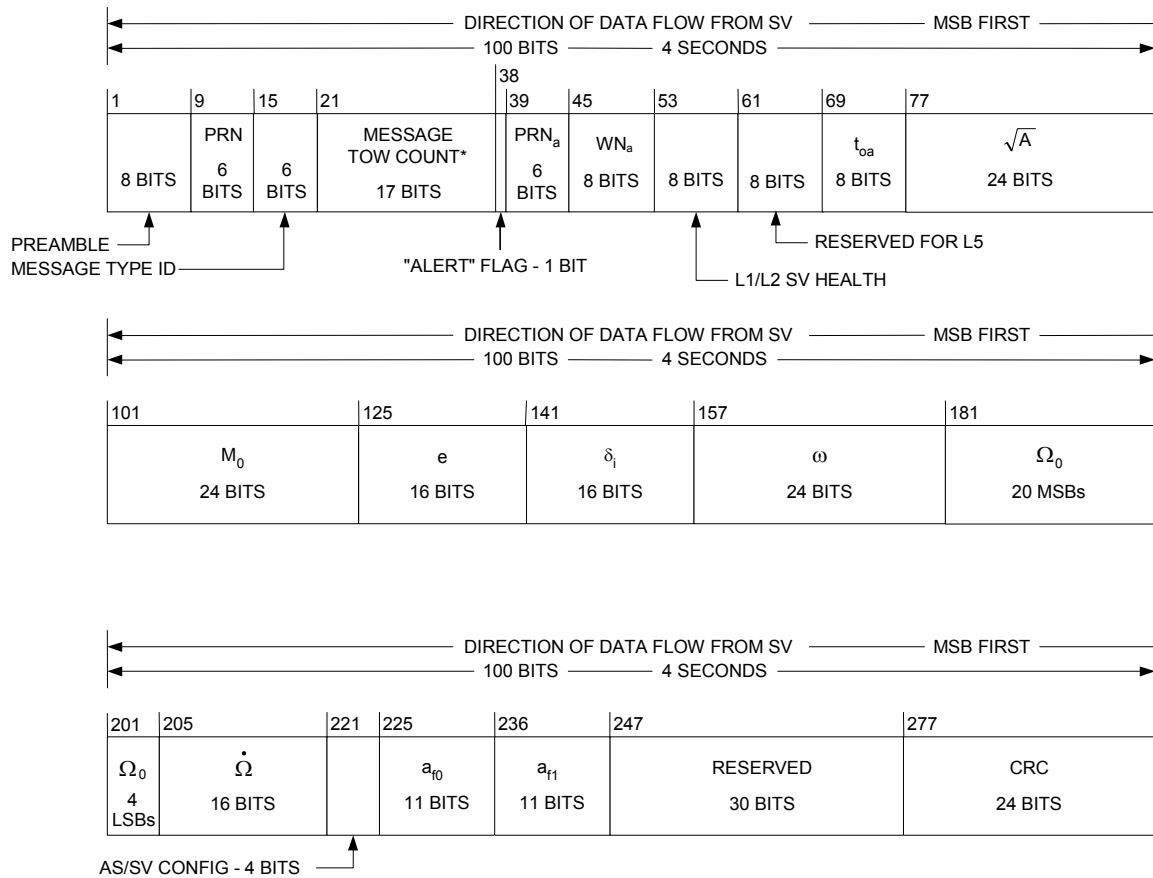 DIRECTION OF DATA FLOW FROM SV MSB FIRST
100 BITS 4 SECONDS
38
1 9 15 21 39 45 53 61 69 77
8 BITS
PRN
6
BITS
6
BITS
MESSAGE
TOW COUNT*
17 BITS
PRNₐ
6
BITS
WNₐ
8 BITS
8 BITS
8 BITS
tₒₐ
8 BITS
√A
24 BITS
PREAMBLE
MESSAGE TYPE ID
"ALERT" FLAG - 1 BIT
RESERVED FOR L5
L1/L2 SV HEALTH
DIRECTION OF DATA FLOW FROM SV MSB FIRST
100 BITS 4 SECONDS
101 125 141 157 181
M₀
24 BITS
e
16 BITS
δᵢ
16 BITS
ω
24 BITS
Ω₀
20 MSBs
DIRECTION OF DATA FLOW FROM SV MSB FIRST
100 BITS 4 SECONDS
201 205 221 225 236 247 277
Ω₀
4
LSBs
Ω̇
16 BITS
a_f0
11 BITS
a_f1
11 BITS
RESERVED
30 BITS
CRC
24 BITS
AS/SV CONFIG - 4 BITS